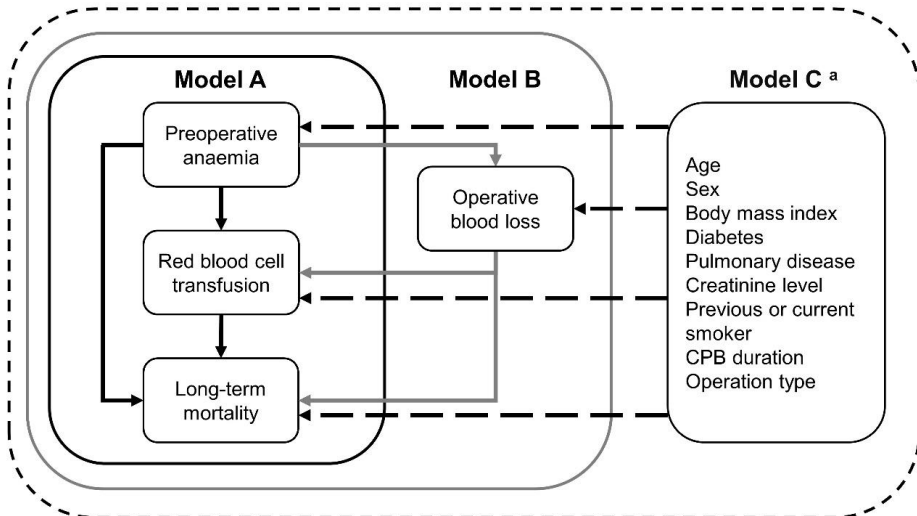 Model A
Model B
Model C a
Preoperative
anaemia
Operative
blood loss
Red blood cell
transfusion
Long-term
mortality
Age
Sex
Body mass index
Diabetes
Pulmonary disease
Creatinine level
Previous or current
smoker
CPB duration
Operation type